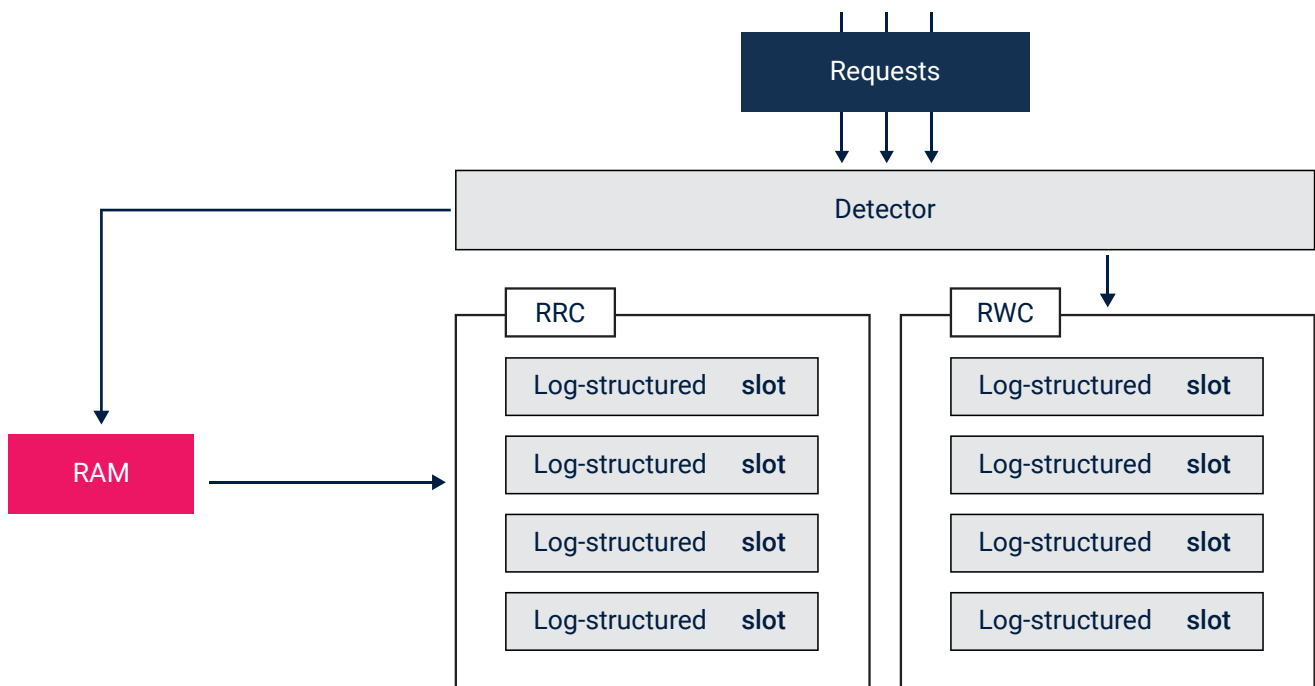 Requests
Detector
RRC
RWC
Log-structured slot
Log-structured slot
Log-structured slot
Log-structured slot
Log-structured slot
Log-structured slot
Log-structured slot
Log-structured slot
RAM